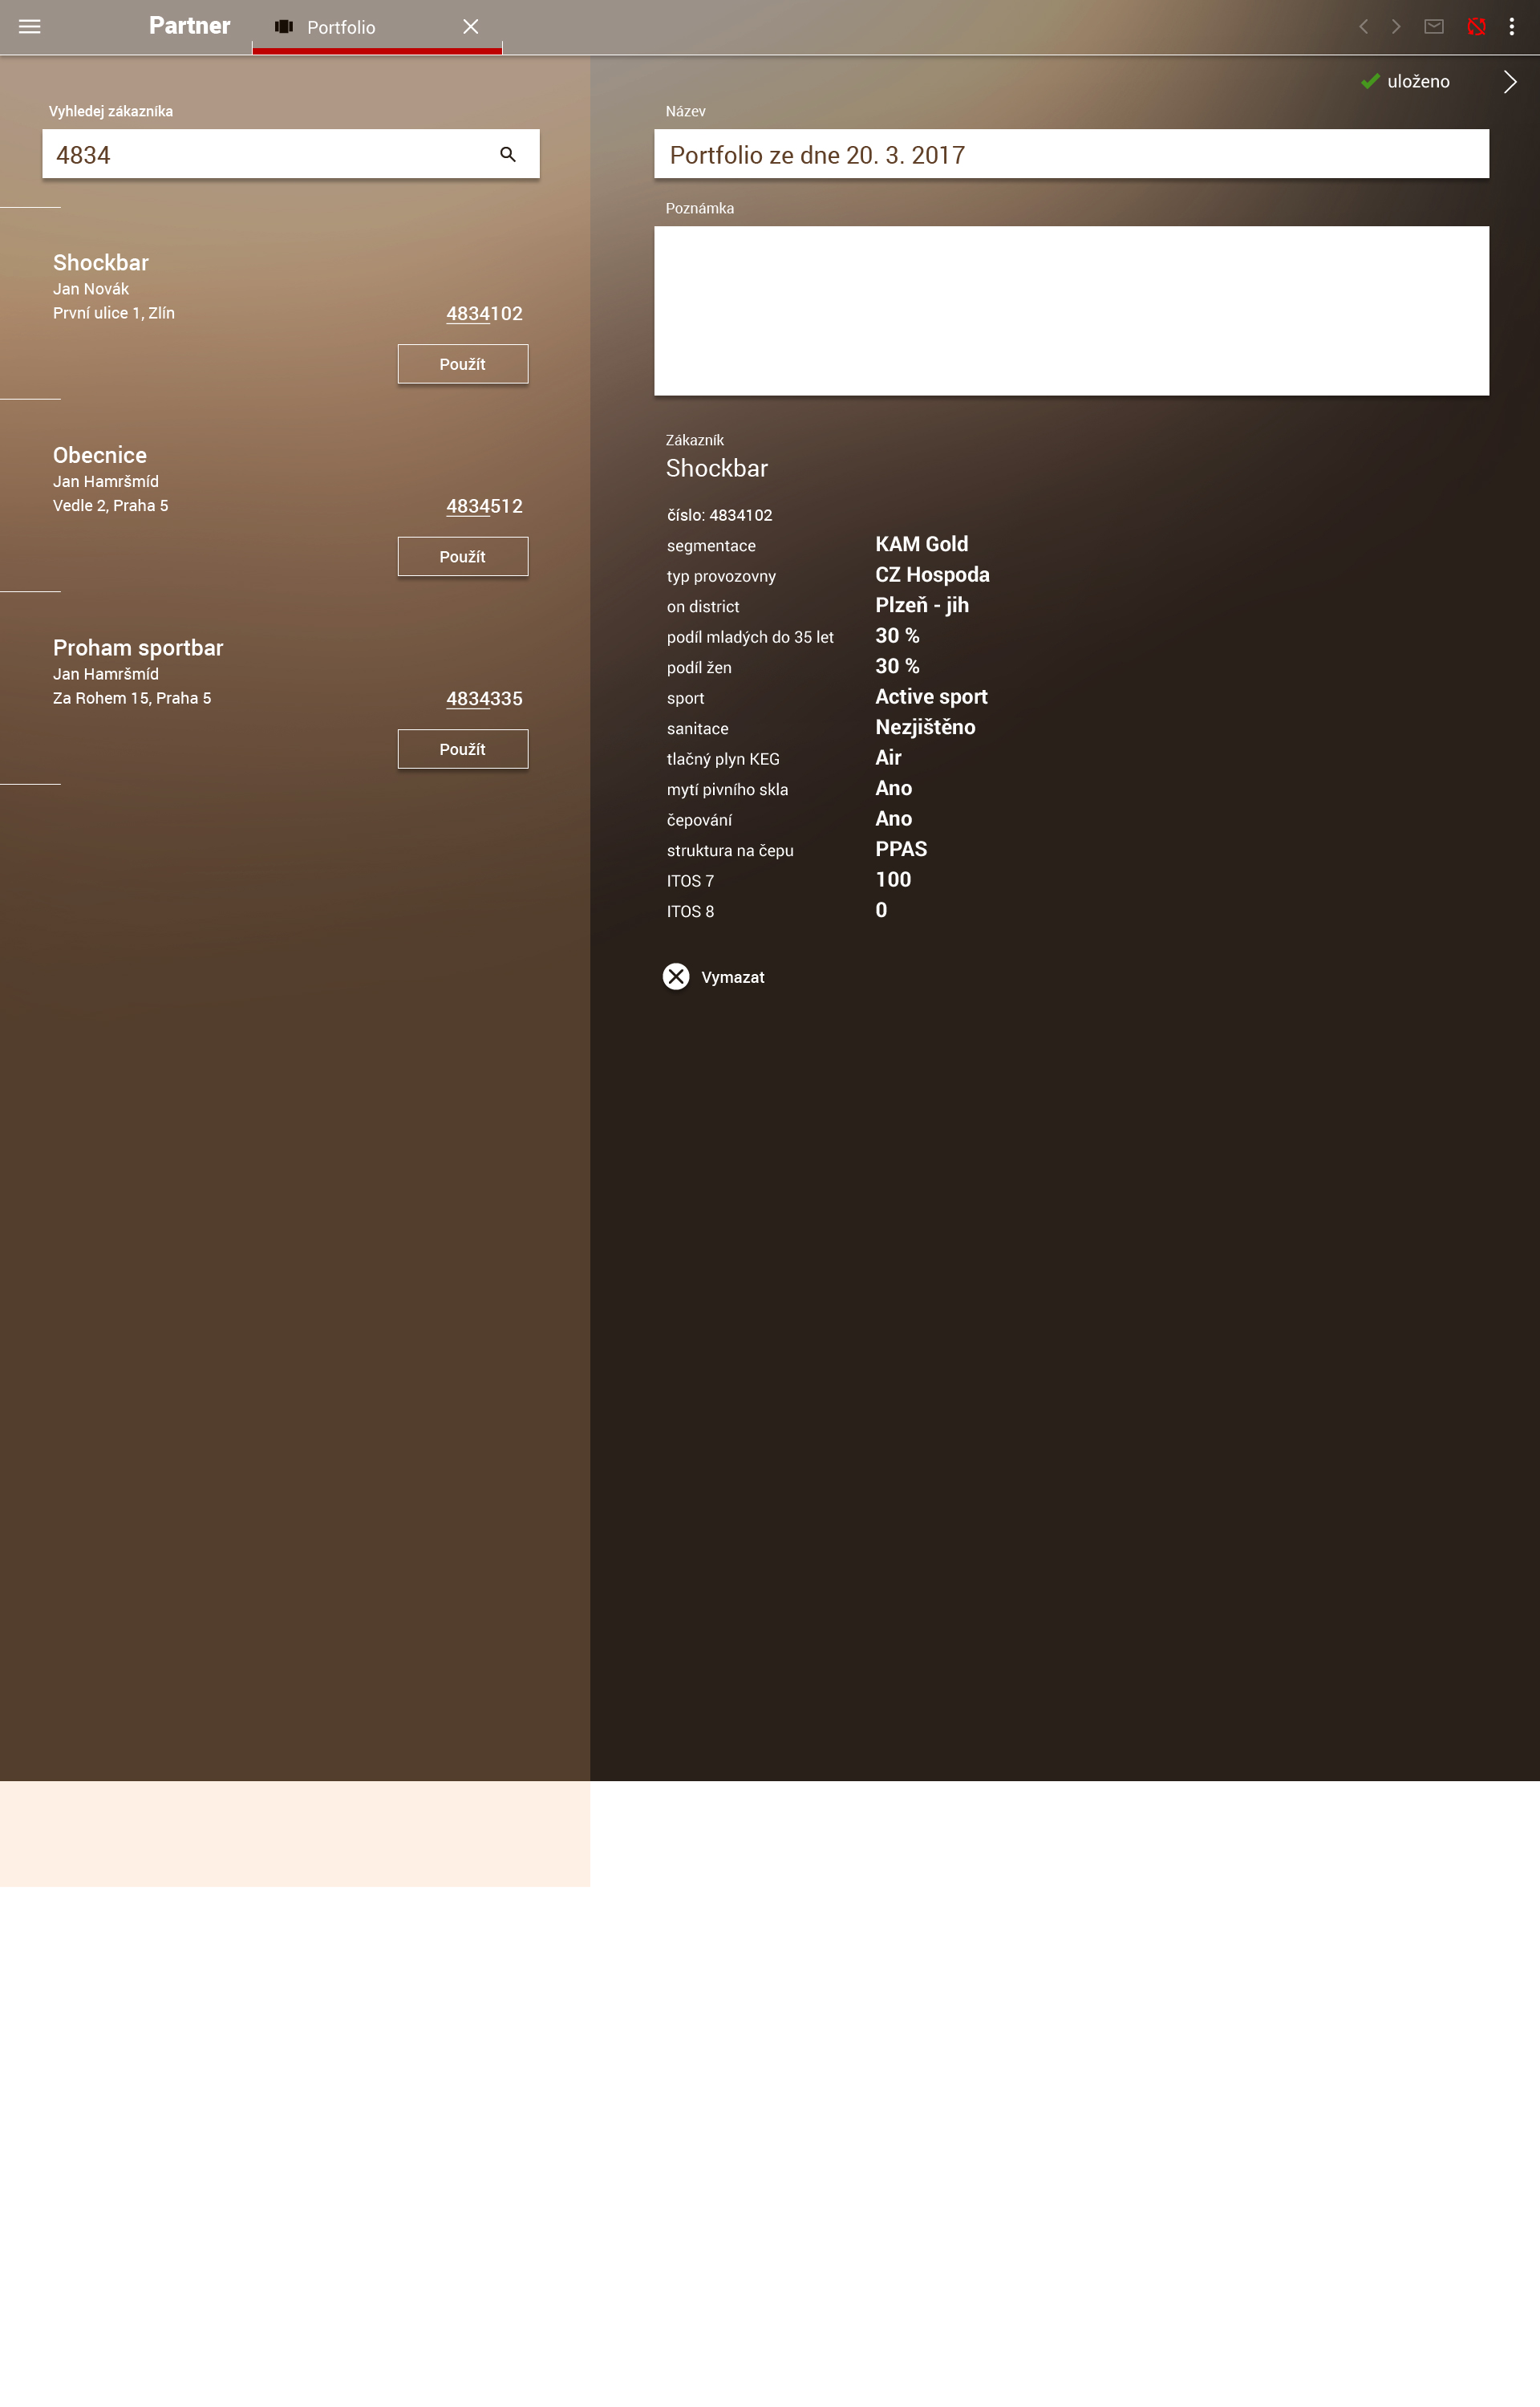 Partner
Portfolio
uloženo
Vyhledej zákazníka
4834
Shockbar
Jan Novák
První ulice 1, Zlín
4834102
Použít
Obecnice
Jan Hamršmíd
Vedle 2, Praha 5
4834512
Použít
Proham sportbar
Jan Hamršmíd
Za Rohem 15, Praha 5
4834335
Použít
Název
Portfolio ze dne 20. 3. 2017
Poznámka
Zákazník
Shockbar
číslo: 4834102
segmentace KAM Gold
typ provozovny CZ Hospoda
on district Plzeň - jih
podíl mladých do 35 let 30 %
podíl žen 30 %
sport Active sport
sanitace Nezjištěno
tlačný plyn KEG Air
mytí pivního skla Ano
čepování Ano
struktura na čepu PPAS
ITOS 7 100
ITOS 8 0
Vymazat